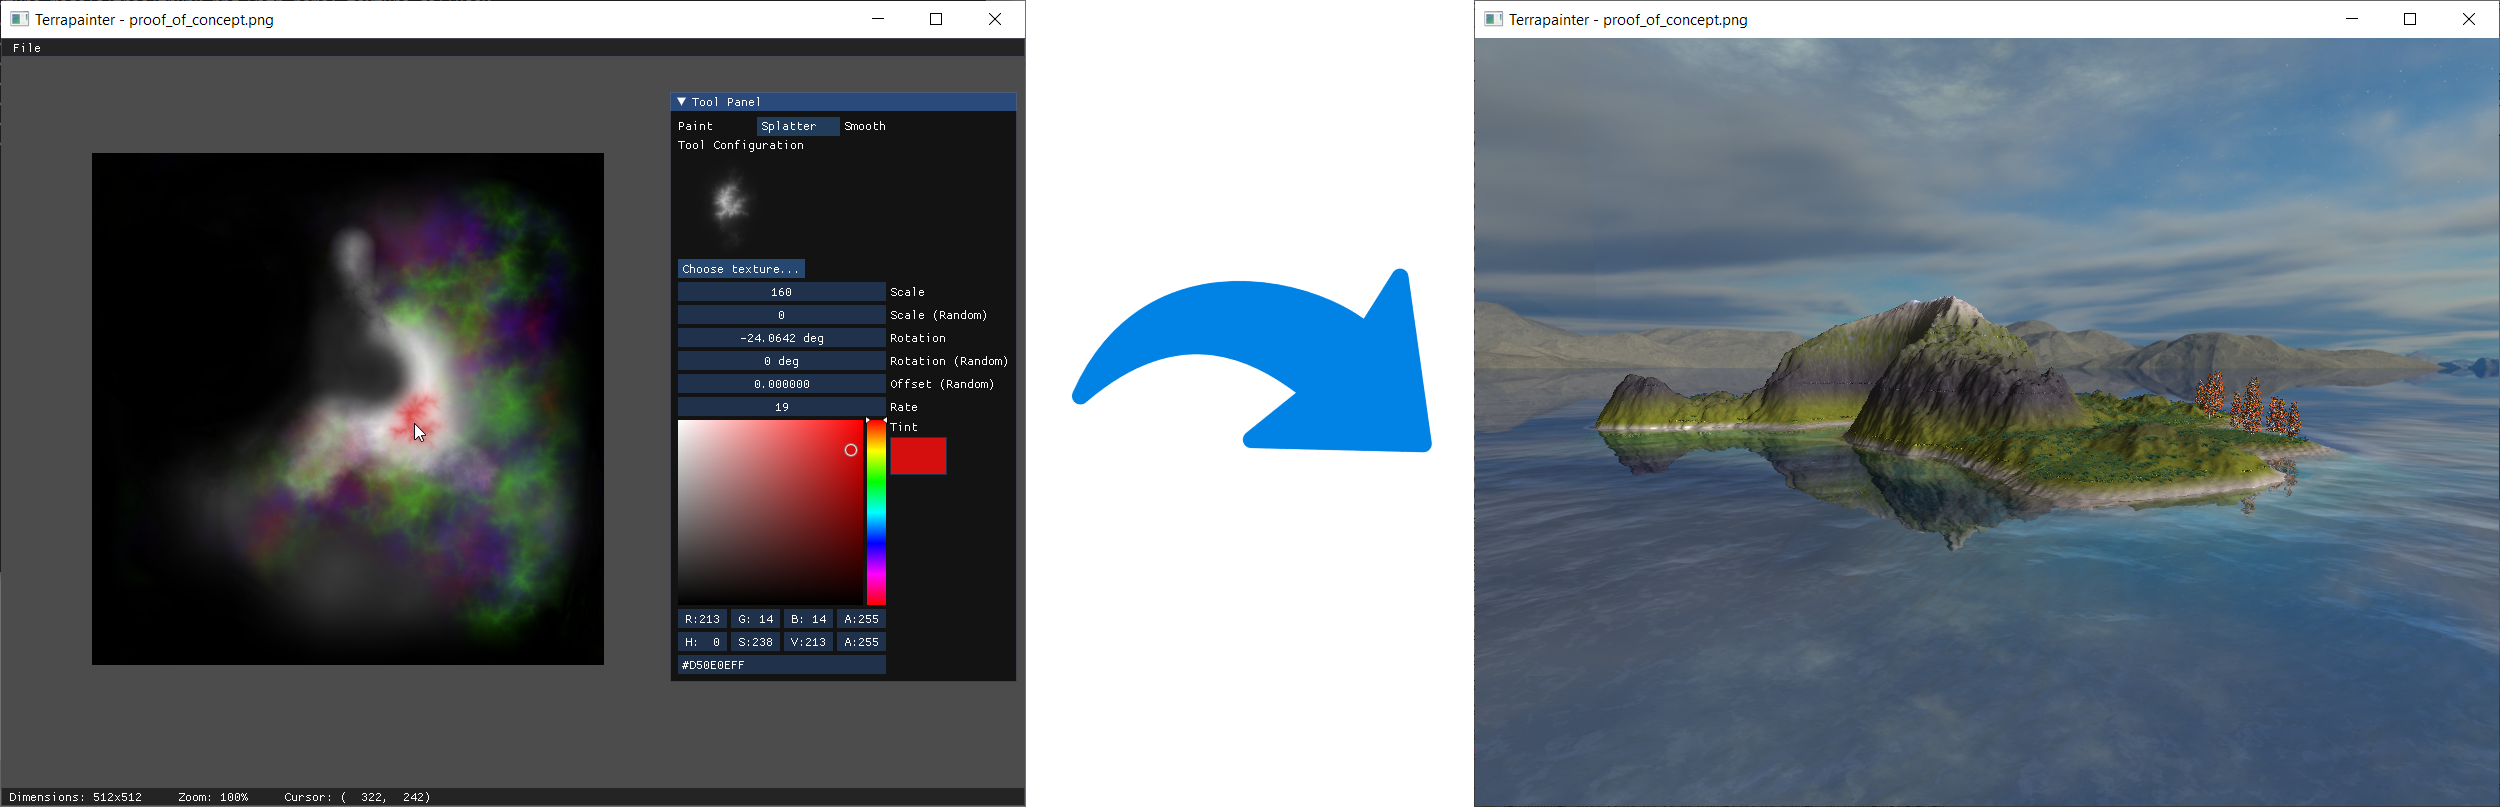 Terrapainter - proof_of_concept.png
File
Tool Panel
Paint Splatter Smooth
Tool Configuration
Choose texture...
160 Scale
0 Scale (Random)
-24.0642 deg Rotation
0 deg Rotation (Random)
0.000000 Offset (Random)
19 Rate
Tint
R:213 G: 14 B: 14 A:255
H: 0 S:238 V:213 A:255
#D50E0EFF
Dimensions: 512x512 Zoom: 100% Cursor: ( 322, 242)
Terrapainter - proof_of_concept.png